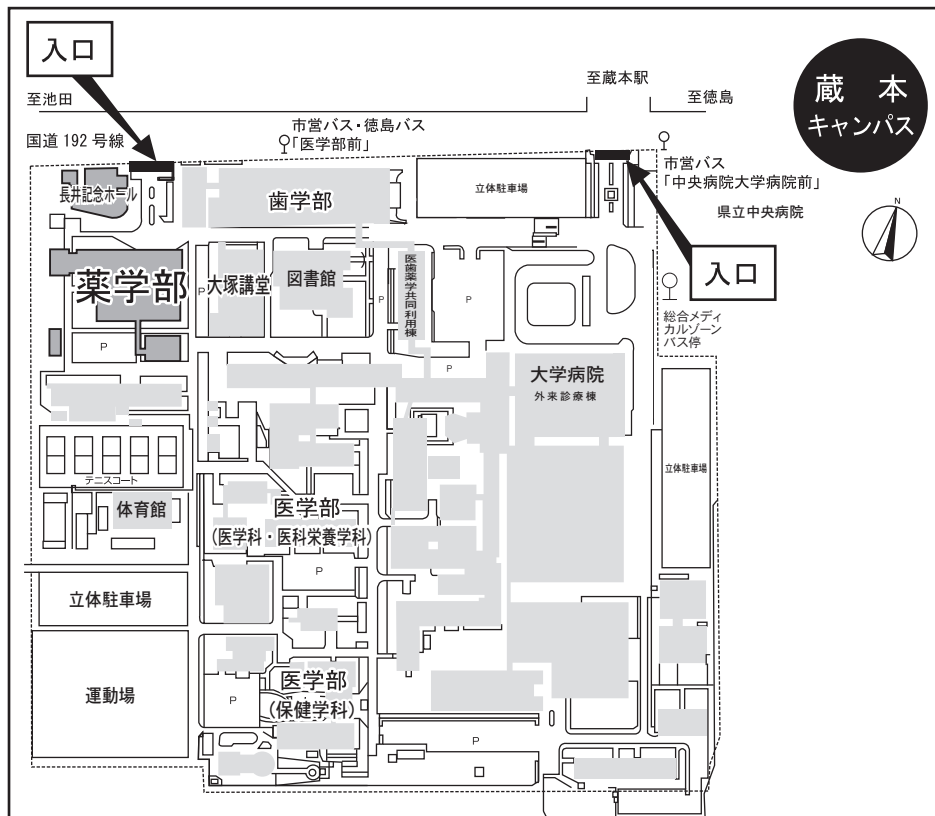 入口
至蔵本駅
至池田
至徳島
蔵 本
キャンパス
国道 192 号線
市営バス・徳島バス
「医学部前」
市営バス
「中央病院大学病院前」
県立中央病院
N
長井記念ホール
歯学部
立体駐車場
入口
薬学部
P
大塚講堂
図書館
P
医歯薬学共同利用棟
P
総合メディ
カルゾーン
バス停
P
P
大学病院
外来診療棟
テニスコート
立体駐車場
体育館
医学部
(医学科・医科栄養学科)
P
立体駐車場
運動場
医学部
(保健学科)
P
P